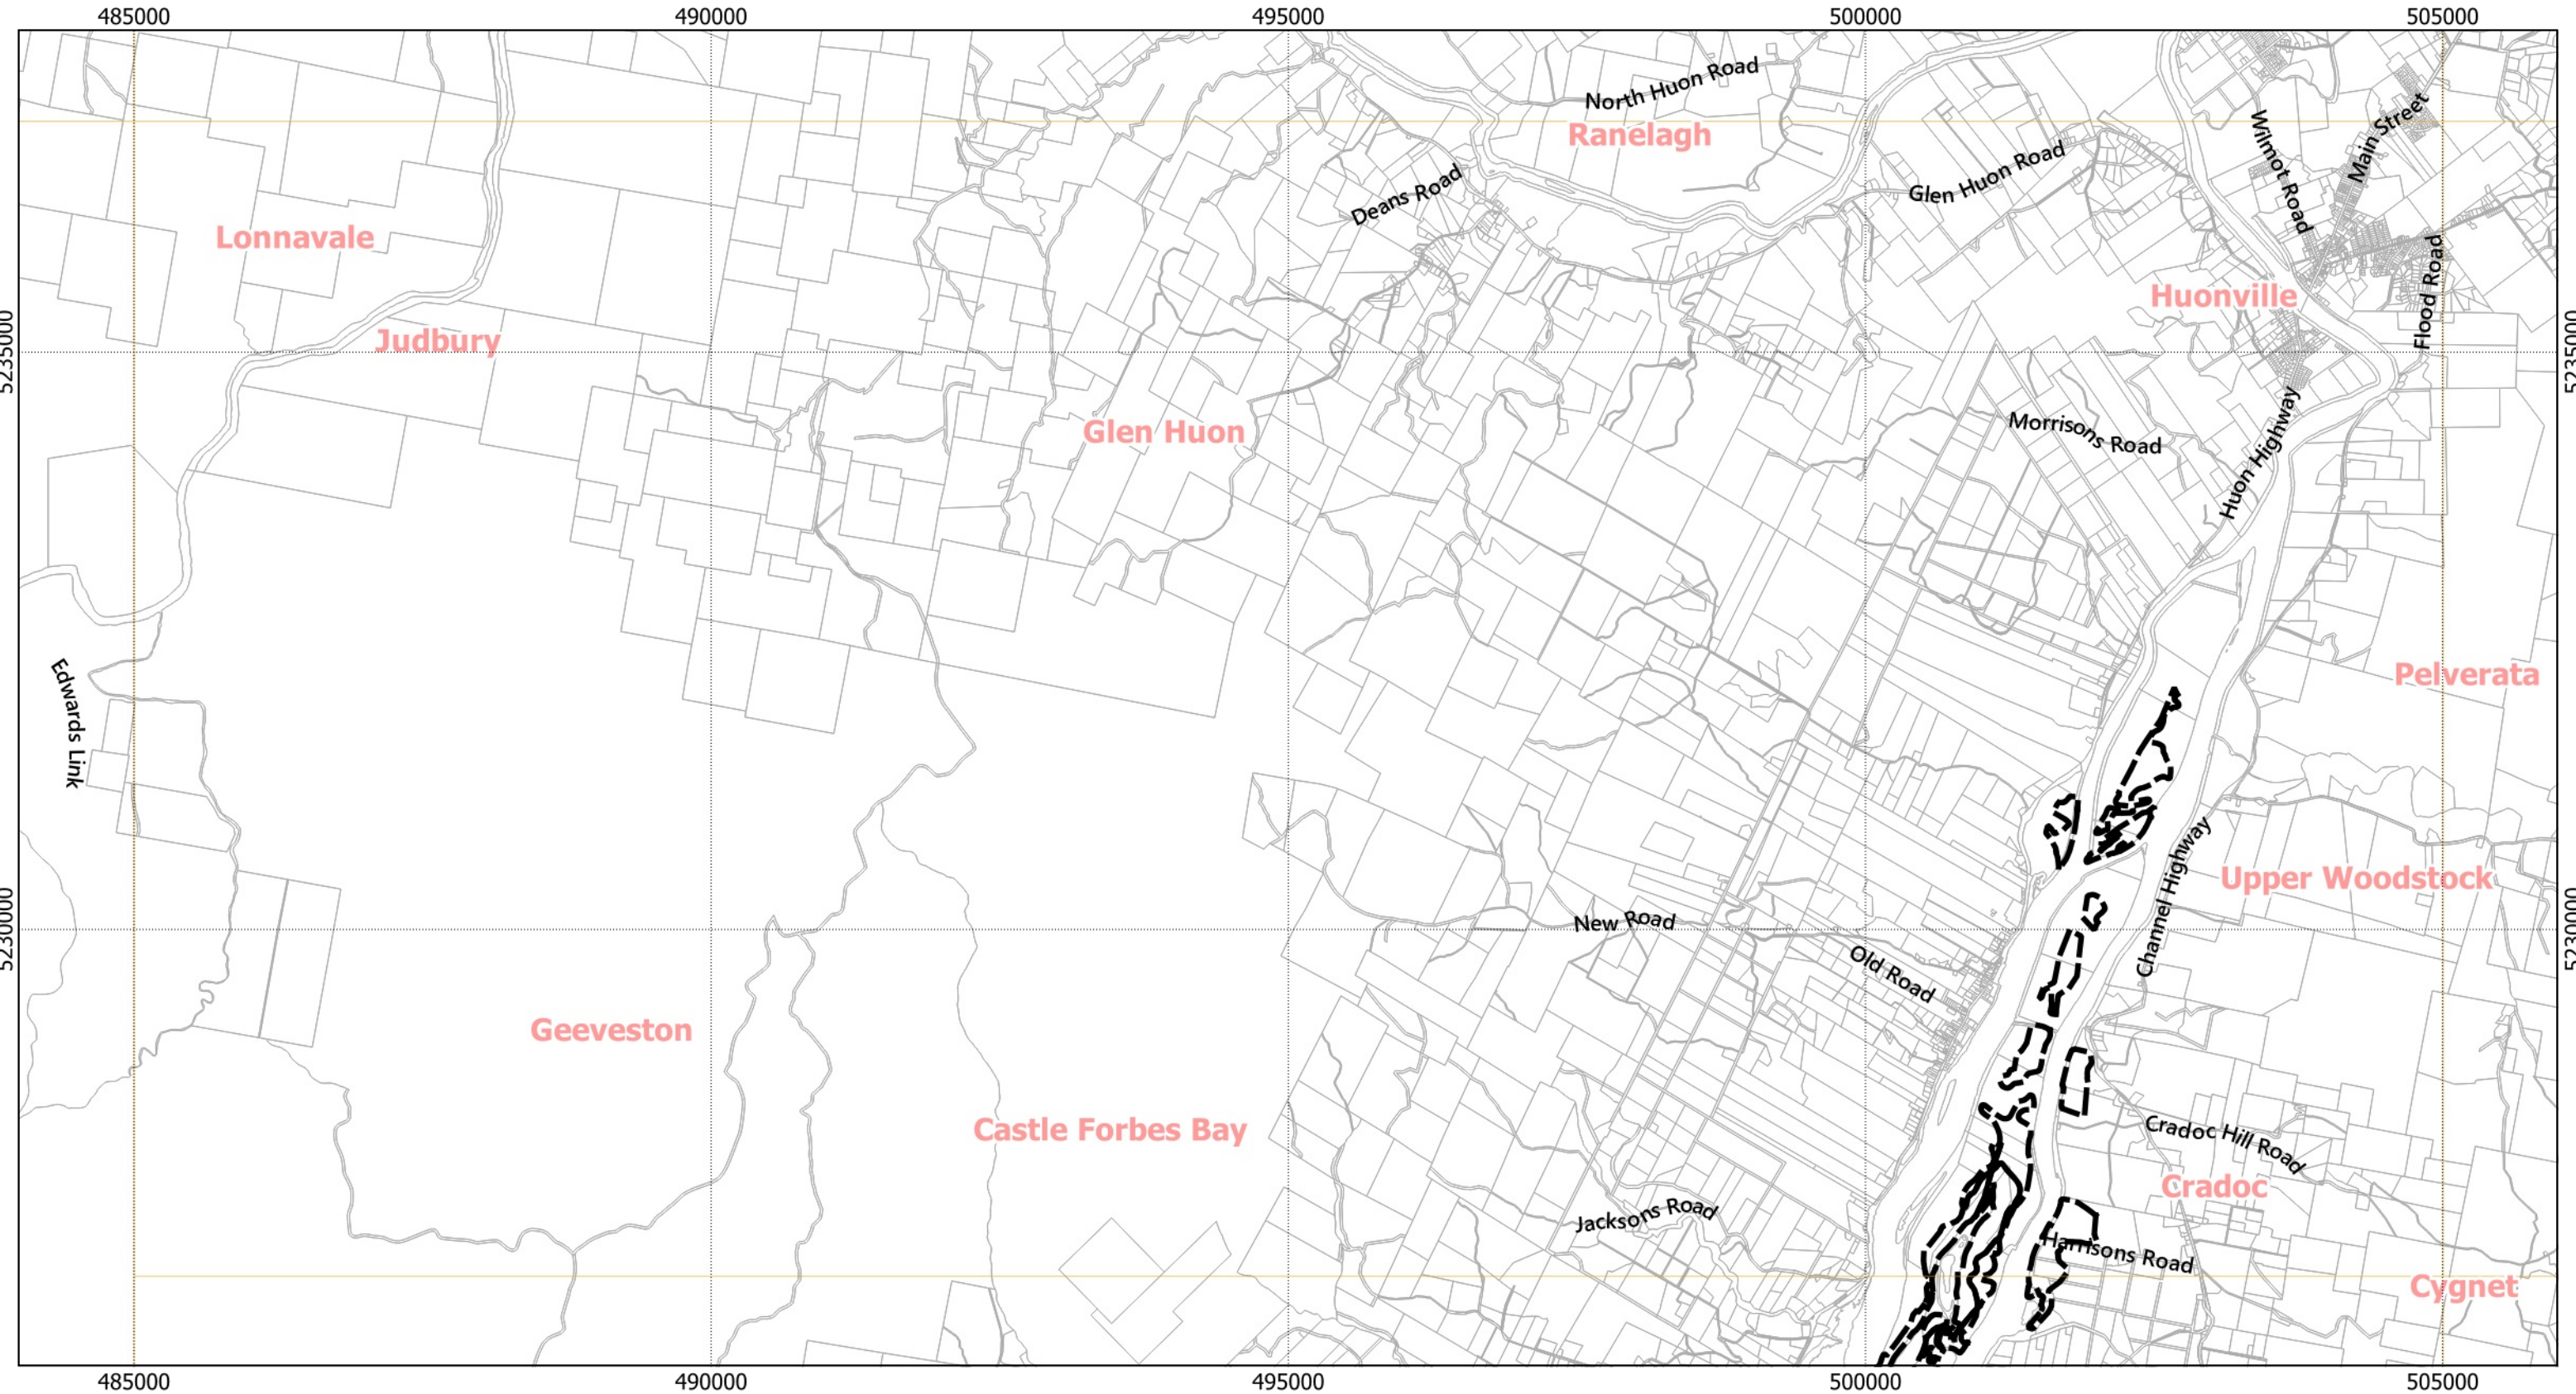 485000 490000 495000 500000 505000
North Huon Road
Ranelagh
Main Street
Wilmot Road
Glen Huon Road
Deans Road
Lonnavale
Huonville
Flood Road
Judbury
5235000
5235000
Glen Huon
Morrisons Road
Huon Highway
Edwards Link
Pelverata
Upper Woodstock
Channel Highway
5230000
5230000
New Road
Old Road
Geeveston
Castle Forbes Bay
Cradoc Hill Road
Cradoc
Jacksons Road
Harrisons Road
Cygnet
485000 490000 495000 500000 505000